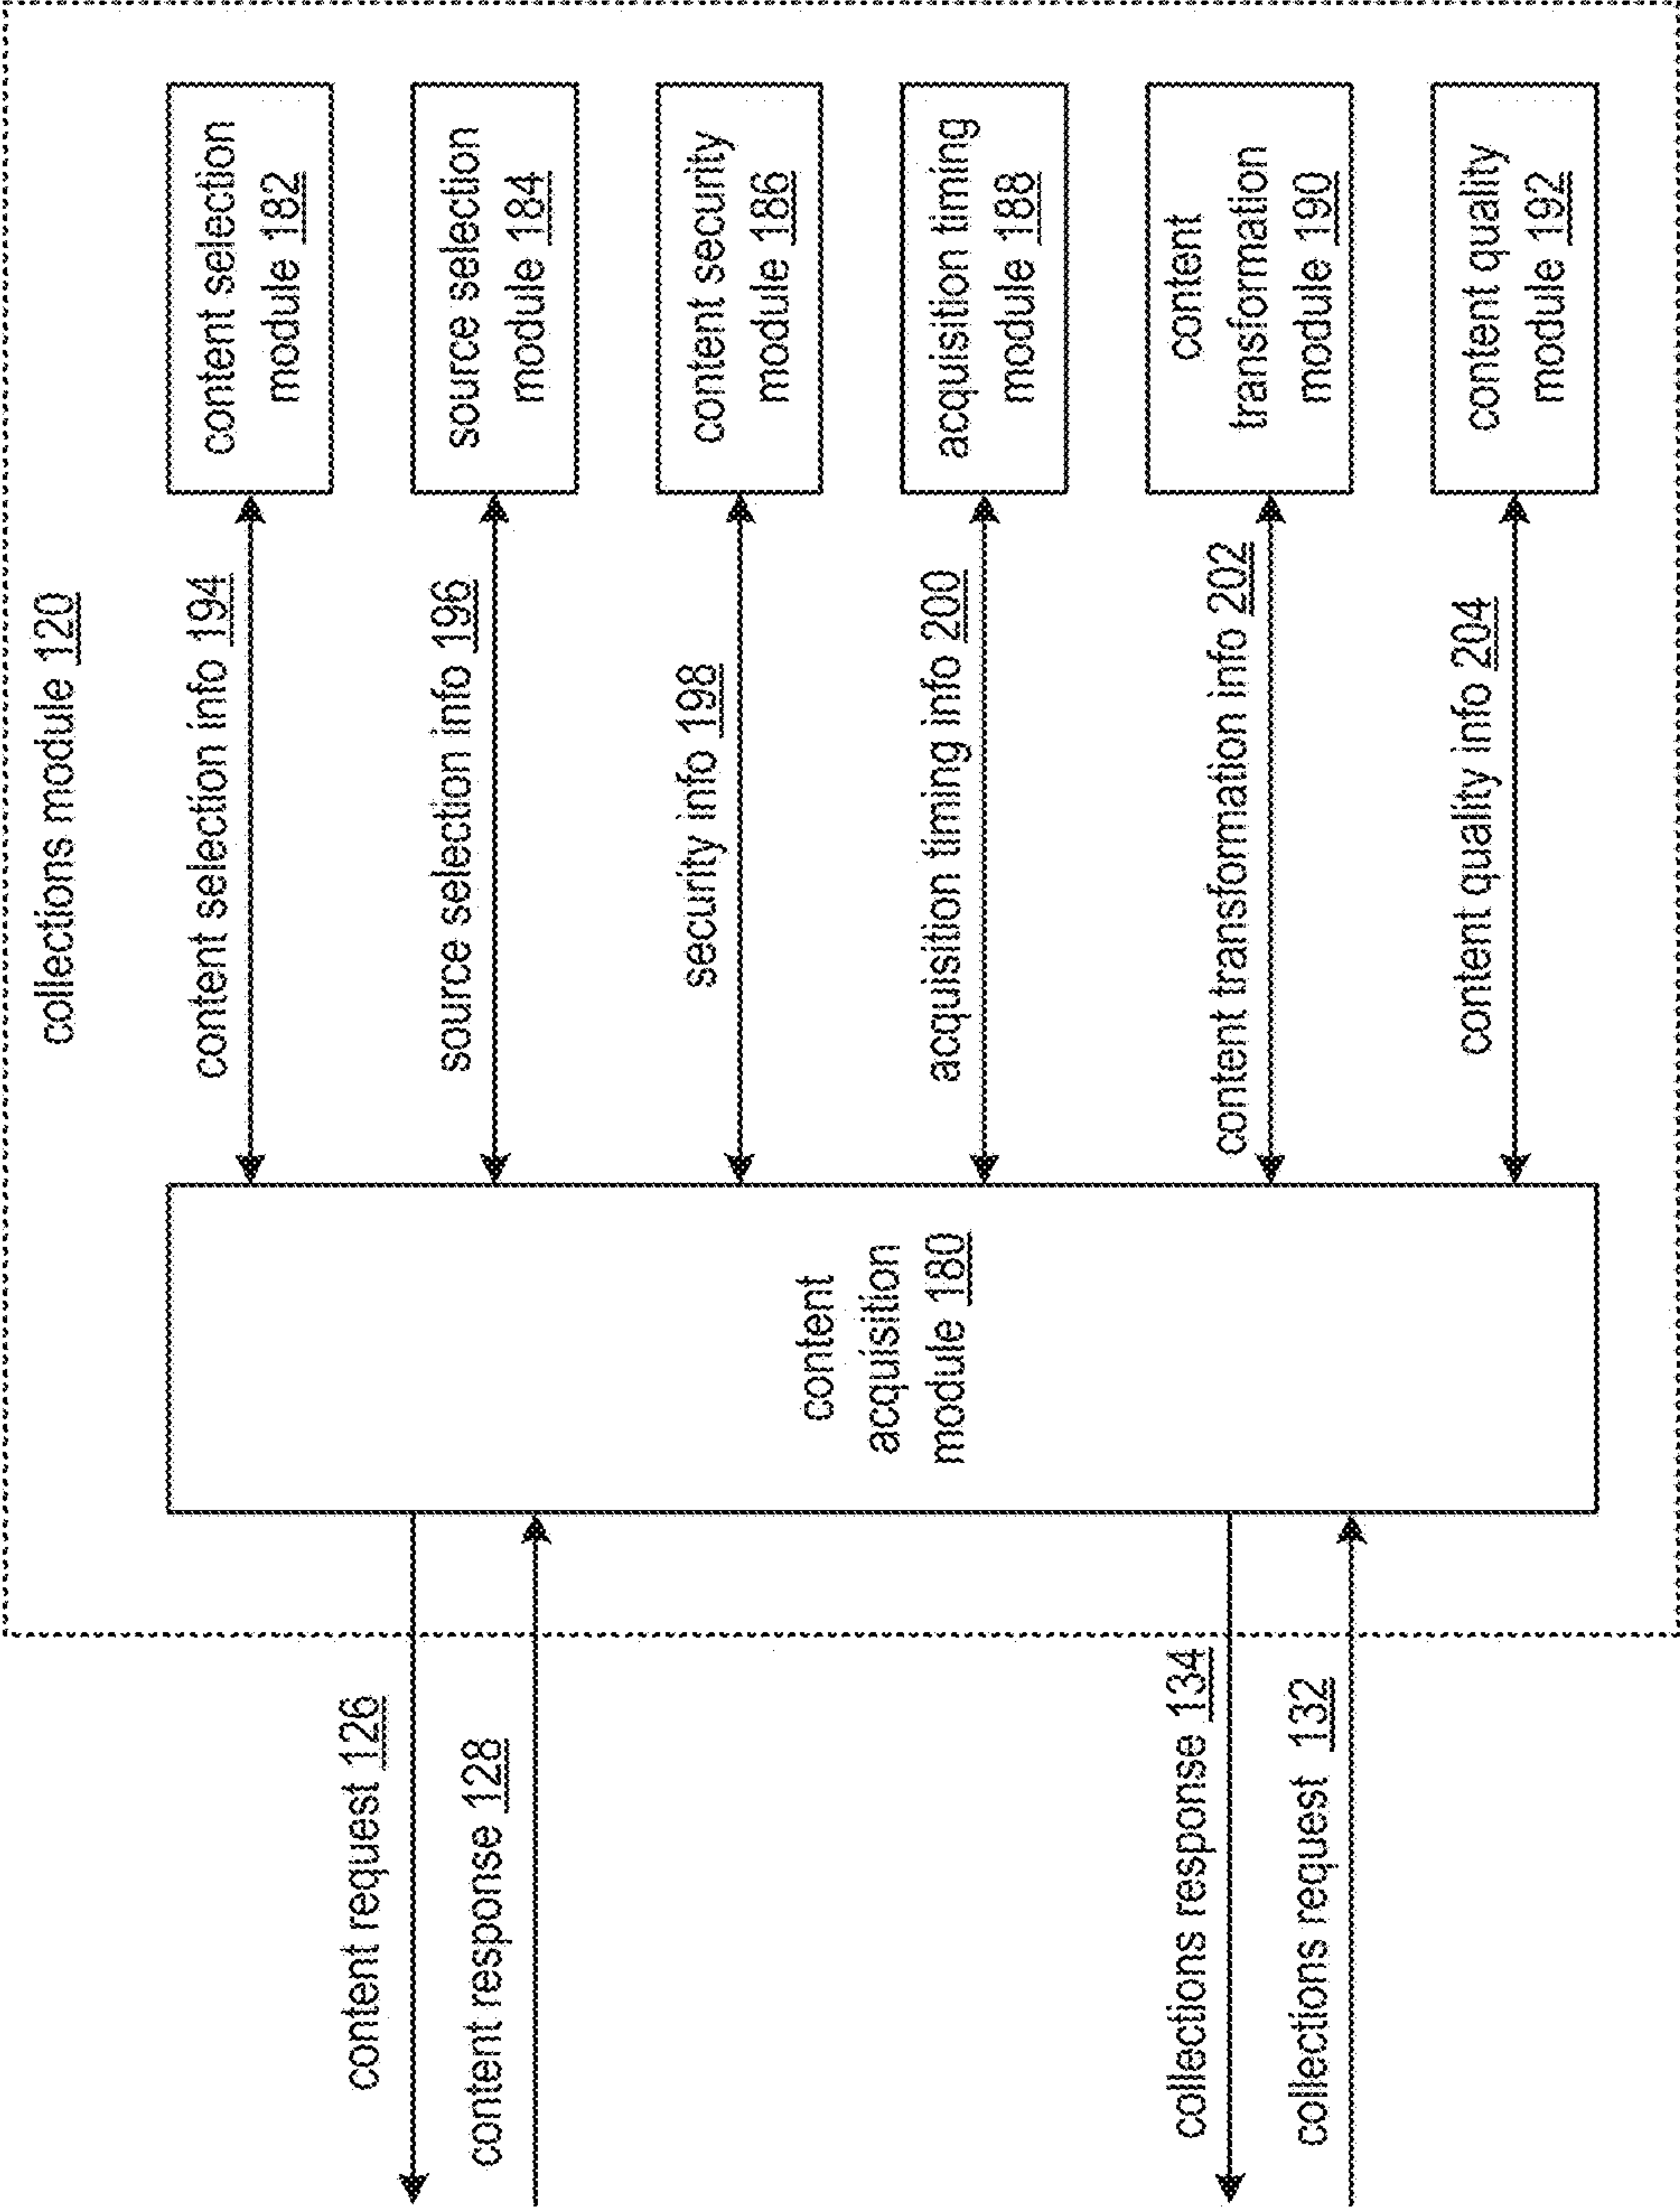 collections module 120
content request 126
content response 128
collections response 134
collections request 132
content
acquisition
module 180
content selection info 194
source selection info 196
security info 198
acquisition timing info 200
content transformation info 202
content quality info 204
content selection
module 182
source selection
module 184
content security
module 186
acquisition timing
module 188
content
transformation
module 190
content quality
module 192